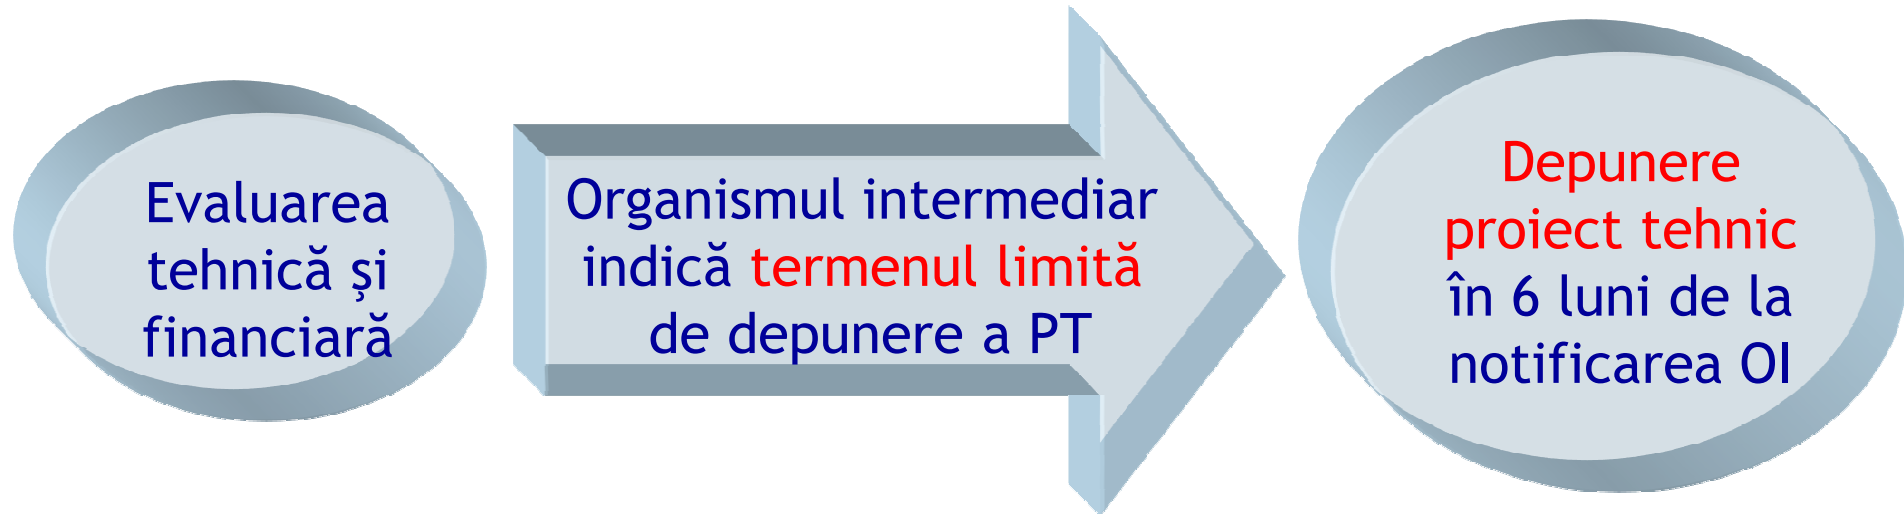 Evaluarea
tehnică şi
financiară
Organismul intermediar
indică termenul limită
de depunere a PT
Depunere
proiect tehnic
în 6 luni de la
notificarea OI